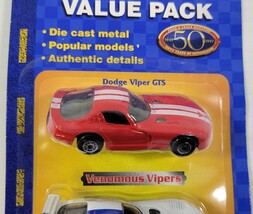 VALUE PACK
• Die cast metal
• Popular models
• Authentic details
50
Dodge Viper GTS
Venomous Vipers